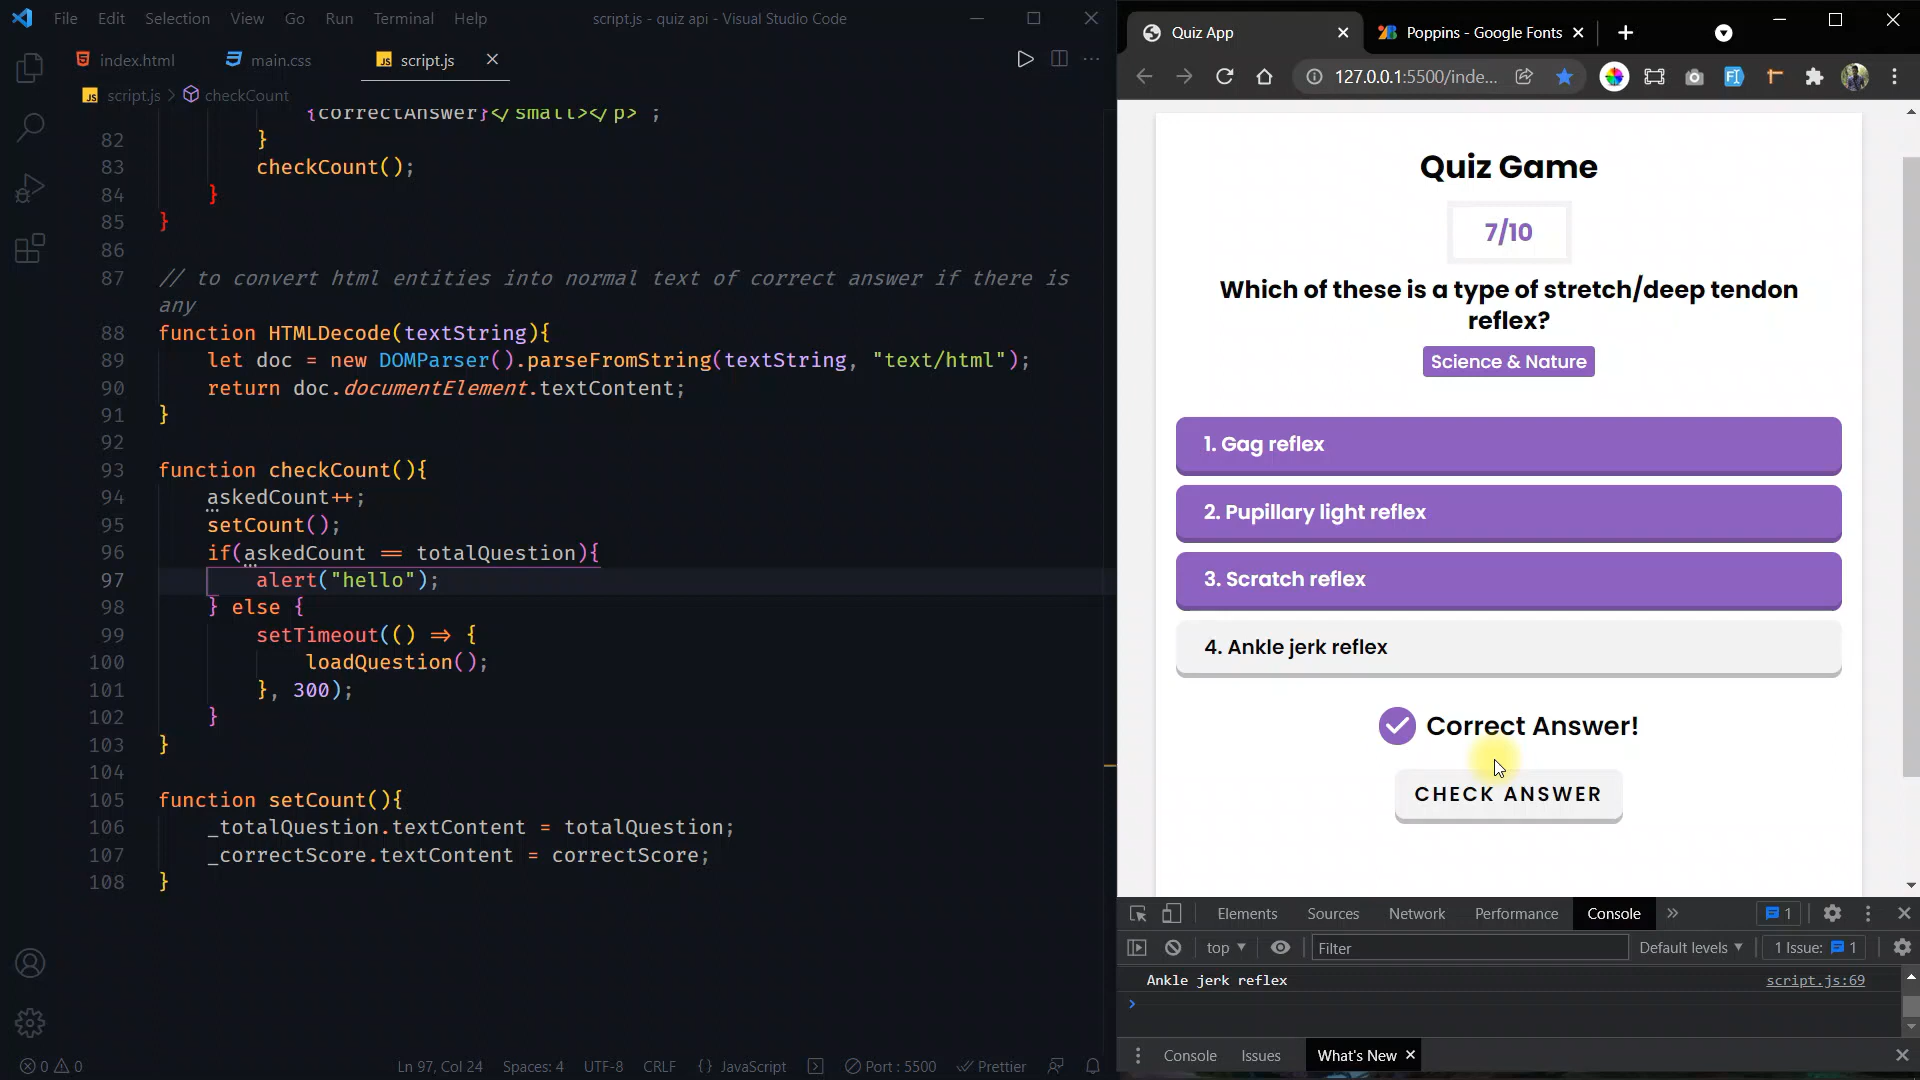 File Edit Selection View Go Run Terminal Help script.js - quiz api - Visual Studio Code
index.html main.css script.js
script.js > checkCount
{correctAnswer}</small></p>`;
82 }
83 checkCount();
84 }
85 }
86
87 // to convert html entities into normal text of correct answer if there is
any
88 function HTMLDecode(textString){
89 let doc = new DOMParser().parseFromString(textString, "text/html");
90 return doc.documentElement.textContent;
91 }
92
93 function checkCount(){
94 askedCount++;
95 setCount();
96 if(askedCount == totalQuestion){
97 alert("hello");
98 } else {
99 setTimeout(() => {
100 loadQuestion();
101 }, 300);
102 }
103 }
104
105 function setCount(){
106 _totalQuestion.textContent = totalQuestion;
107 _correctScore.textContent = correctScore;
108 }
0 0 Ln 97, Col 24 Spaces: 4 UTF-8 CRLF {} JavaScript Port : 5500 Prettier
Quiz App Poppins - Google Fonts
127.0.0.1:5500/inde...
Quiz Game
7/10
Which of these is a type of stretch/deep tendon
reflex?
Science & Nature
1. Gag reflex
2. Pupillary light reflex
3. Scratch reflex
4. Ankle jerk reflex
Correct Answer!
CHECK ANSWER
Elements Sources Network Performance Console » 1
top Filter Default levels 1 Issue: 1
Ankle jerk reflex script.js:69
>
Console Issues What's New